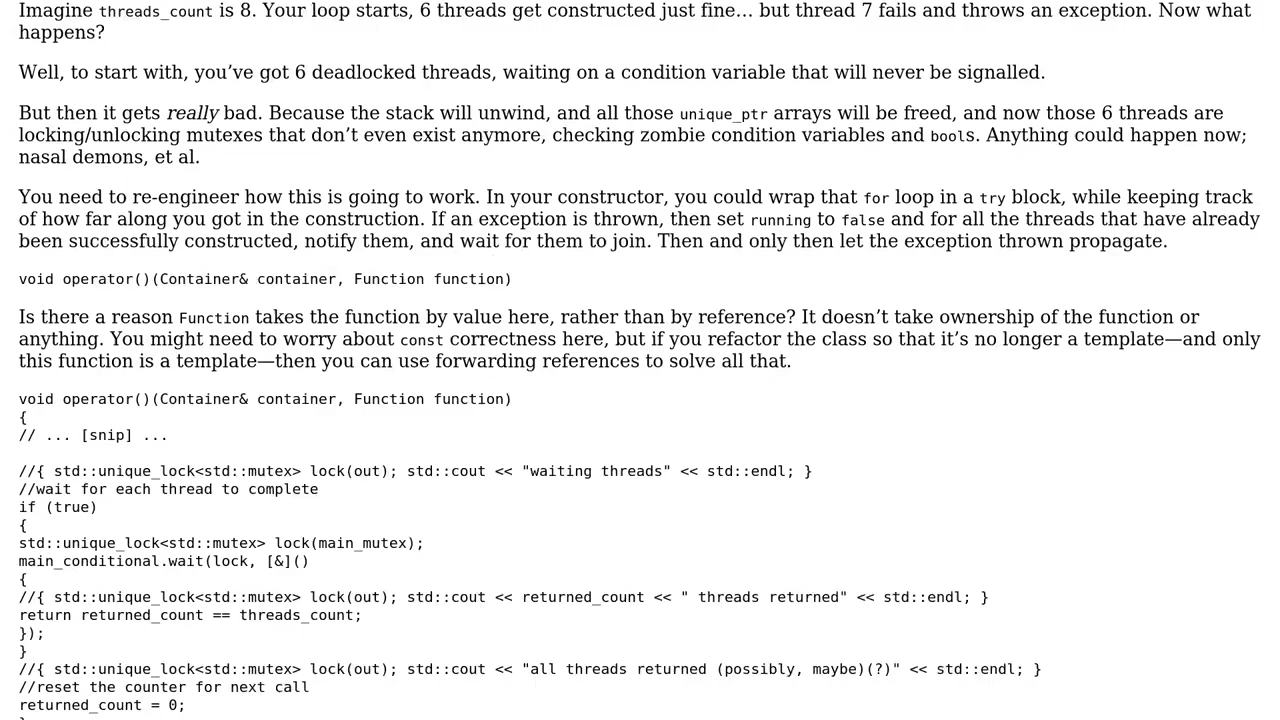 Imagine threads_count is 8. Your loop starts, 6 threads get constructed just fine… but thread 7 fails and throws an exception. Now what
happens?
Well, to start with, you’ve got 6 deadlocked threads, waiting on a condition variable that will never be signalled.
But then it gets really bad. Because the stack will unwind, and all those unique_ptr arrays will be freed, and now those 6 threads are
locking/unlocking mutexes that don’t even exist anymore, checking zombie condition variables and bools. Anything could happen now;
nasal demons, et al.
You need to re-engineer how this is going to work. In your constructor, you could wrap that for loop in a try block, while keeping track
of how far along you got in the construction. If an exception is thrown, then set running to false and for all the threads that have already
been successfully constructed, notify them, and wait for them to join. Then and only then let the exception thrown propagate.
void operator()(Container& container, Function function)
Is there a reason Function takes the function by value here, rather than by reference? It doesn’t take ownership of the function or
anything. You might need to worry about const correctness here, but if you refactor the class so that it’s no longer a template—and only
this function is a template—then you can use forwarding references to solve all that.
void operator()(Container& container, Function function)
{
// ... [snip] ...
//{ std::unique_lock<std::mutex> lock(out); std::cout << "waiting threads" << std::endl; }
//wait for each thread to complete
if (true)
{
std::unique_lock<std::mutex> lock(main_mutex);
main_conditional.wait(lock, [&]()
{
//{ std::unique_lock<std::mutex> lock(out); std::cout << returned_count << " threads returned" << std::endl; }
return returned_count == threads_count;
});
}
//{ std::unique_lock<std::mutex> lock(out); std::cout << "all threads returned (possibly, maybe)(?)" << std::endl; }
//reset the counter for next call
returned_count = 0;